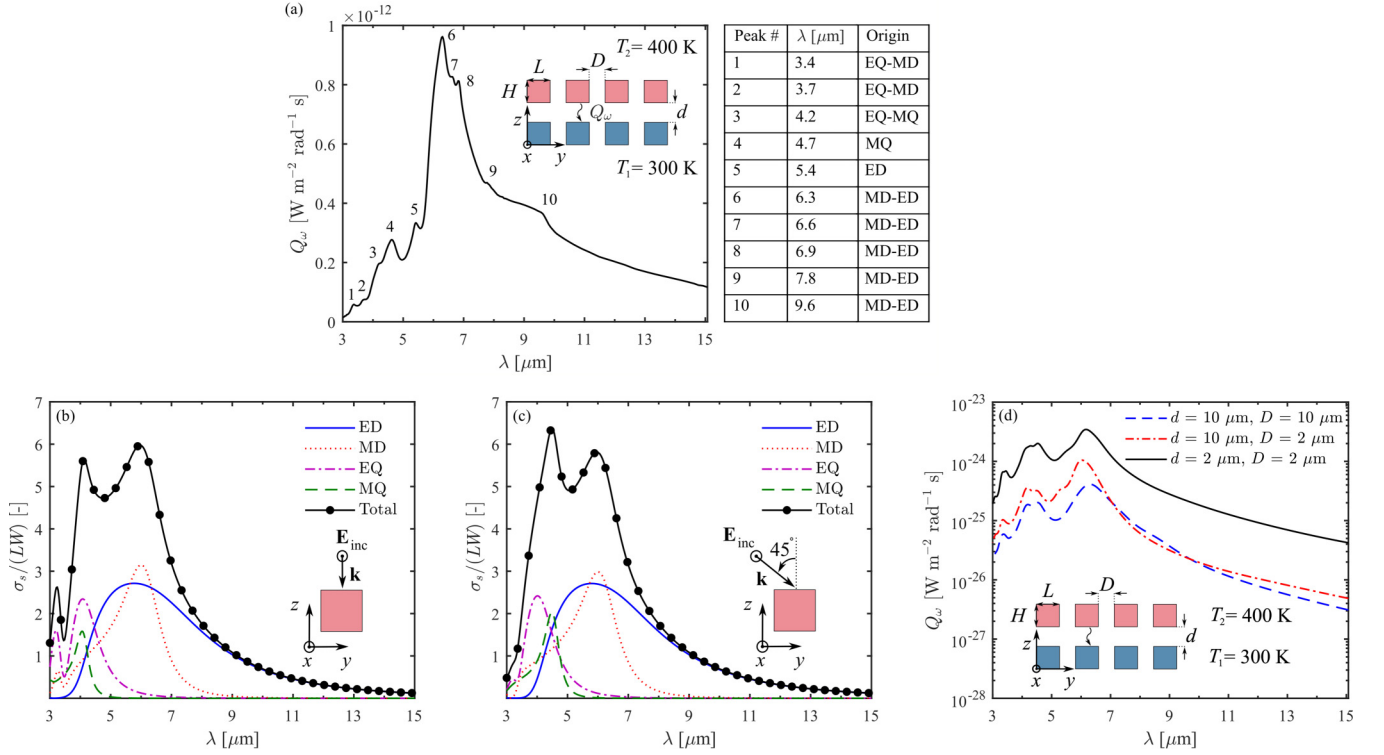 (a)
×10⁻¹²
1
0.8
0.6
0.4
0.2
0
Q_ω [W m⁻² rad⁻¹ s]
3 5 7 9 11 13 15
λ [μm]
1
2
3
4
5
6
7
8
9
10
T₂= 400 K
L
D
H
d
z
Q_ω
x
y
T₁= 300 K
Peak # λ [μm] Origin
1 3.4 EQ-MD
2 3.7 EQ-MD
3 4.2 EQ-MQ
4 4.7 MQ
5 5.4 ED
6 6.3 MD-ED
7 6.6 MD-ED
8 6.9 MD-ED
9 7.8 MD-ED
10 9.6 MD-ED
(b)
7
6
5
4
3
2
1
σ_s/(LW) [-]
3 5 7 9 11 13 15
λ [μm]
ED
MD
EQ
MQ
Total
E_inc
k
z
x
y
(c)
7
6
5
4
3
2
1
σ_s/(LW) [-]
3 5 7 9 11 13 15
λ [μm]
ED
MD
EQ
MQ
Total
E_inc
45°
k
z
x
y
(d)
10⁻²³
10⁻²⁴
10⁻²⁵
10⁻²⁶
10⁻²⁷
10⁻²⁸
Q_ω [W m⁻² rad⁻¹ s]
3 5 7 9 11 13 15
λ [μm]
d = 10 μm, D = 10 μm
d = 10 μm, D = 2 μm
d = 2 μm, D = 2 μm
L
D
H
T₂= 400 K
d
z
x
y
T₁= 300 K